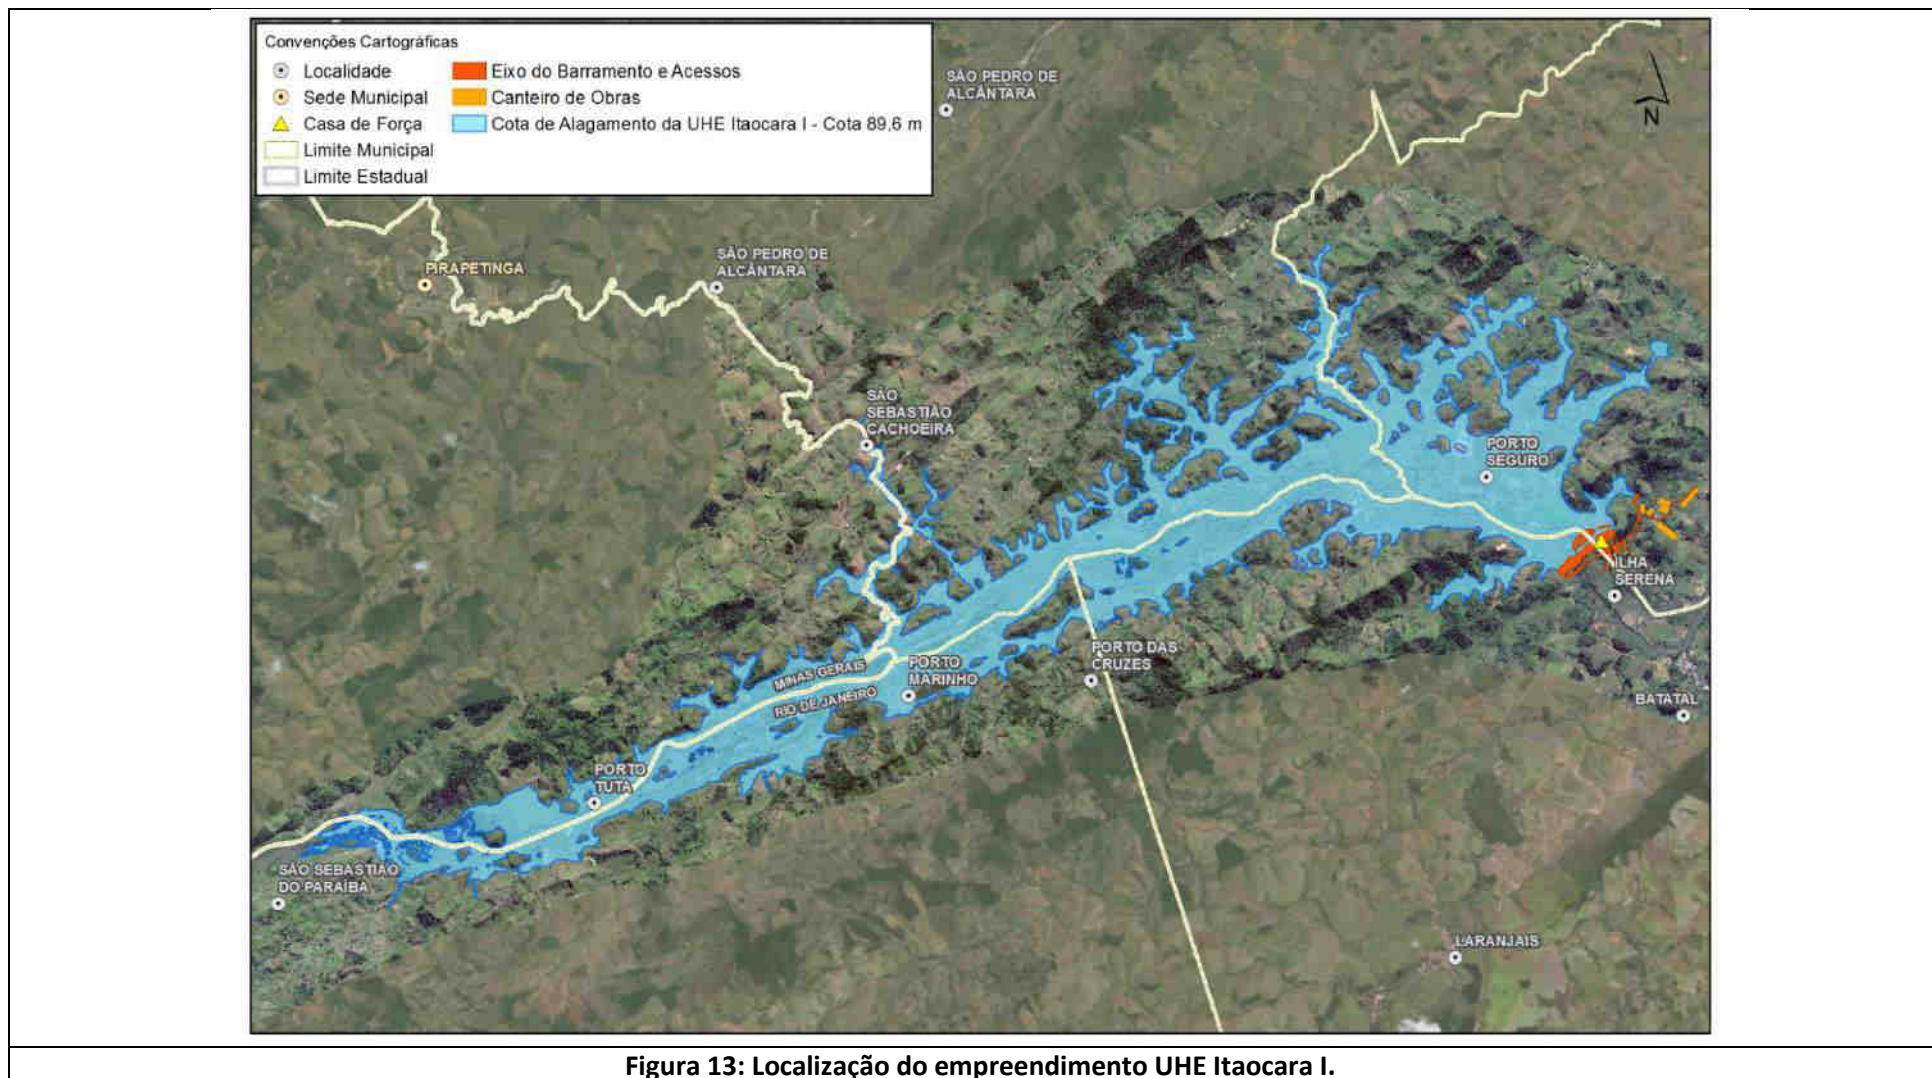 Convenções Cartográficas
Localidade
Sede Municipal
Casa de Força
Limite Municipal
Limite Estadual
Eixo do Barramento e Acessos
Canteiro de Obras
Cota de Alagamento da UHE Itaocara I - Cota 89,6 m
SÃO PEDRO DE
ALCÂNTARA
N
PIRAPETINGA
SÃO PEDRO DE
ALCÂNTARA
SÃO
SEBASTIÃO
CACHOEIRA
PORTO
SEGURO
ILHA
SERENA
PORTO DAS
CRUZES
MINAS GERAIS
RIO DE JANEIRO
PORTO
MARINHO
BATATAL
PORTO
TUTA
SÃO SEBASTIÃO
DO PARAÍBA
LARANJAIS
Figura 13: Localização do empreendimento UHE Itaocara I.